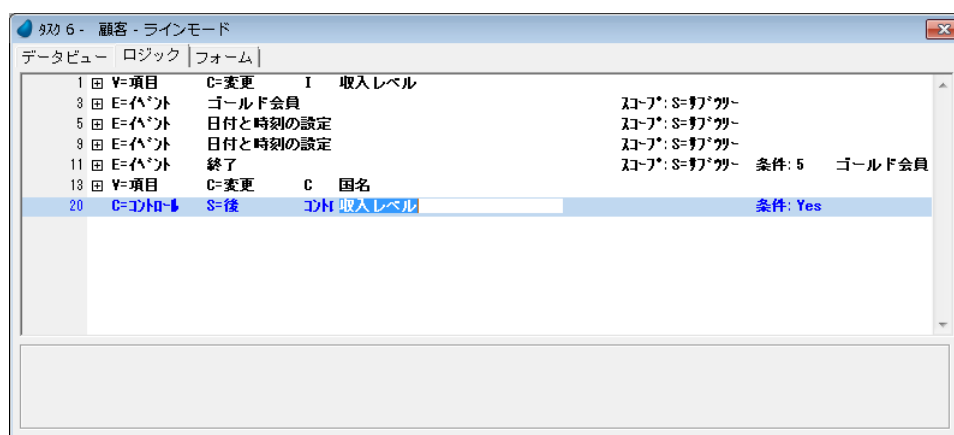 ﾀｽｸ 6 - 顧客 - ラインモード
データビュー ロジック フォーム
1 V=項目 C=変更 I 収入レベル
3 E=ｲﾍﾞﾝﾄ ゴールド会員 ｽｺｰﾌﾟ: S=ｻﾌﾞﾂﾘｰ
5 E=ｲﾍﾞﾝﾄ 日付と時刻の設定 ｽｺｰﾌﾟ: S=ｻﾌﾞﾂﾘｰ
9 E=ｲﾍﾞﾝﾄ 日付と時刻の設定 ｽｺｰﾌﾟ: S=ｻﾌﾞﾂﾘｰ
11 E=ｲﾍﾞﾝﾄ 終了 ｽｺｰﾌﾟ: S=ｻﾌﾞﾂﾘｰ 条件: 5 ゴールド会員
13 V=項目 C=変更 C 国名
20 C=ｺﾝﾄﾛｰﾙ S=後 ｺﾝﾄﾛ 収入レベル 条件: Yes